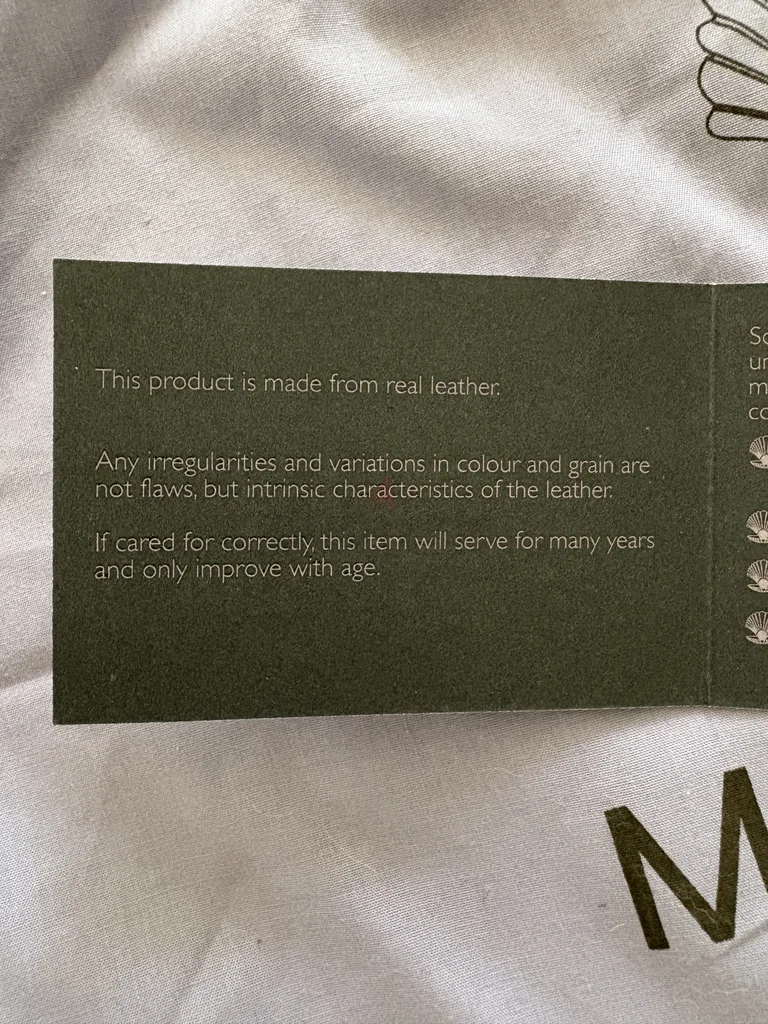 This product is made from real leather.
Any irregularities and variations in colour and grain are
not flaws, but intrinsic characteristics of the leather.
If cared for correctly, this item will serve for many years
and only improve with age.
M